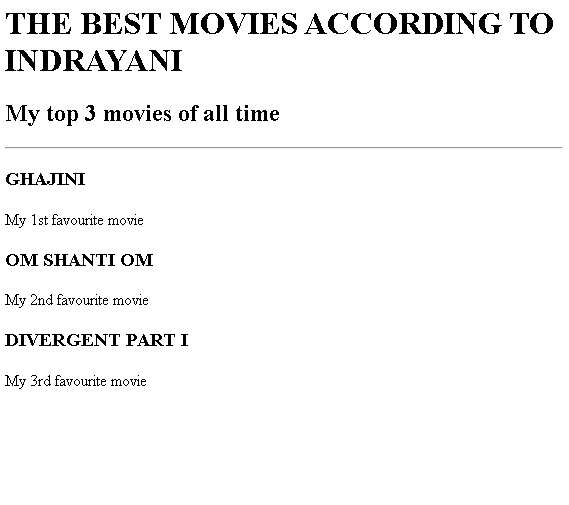 THE BEST MOVIES ACCORDING TO
INDRAYANI
My top 3 movies of all time
GHAJINI
My 1st favourite movie
OM SHANTI OM
My 2nd favourite movie
DIVERGENT PART I
My 3rd favourite movie